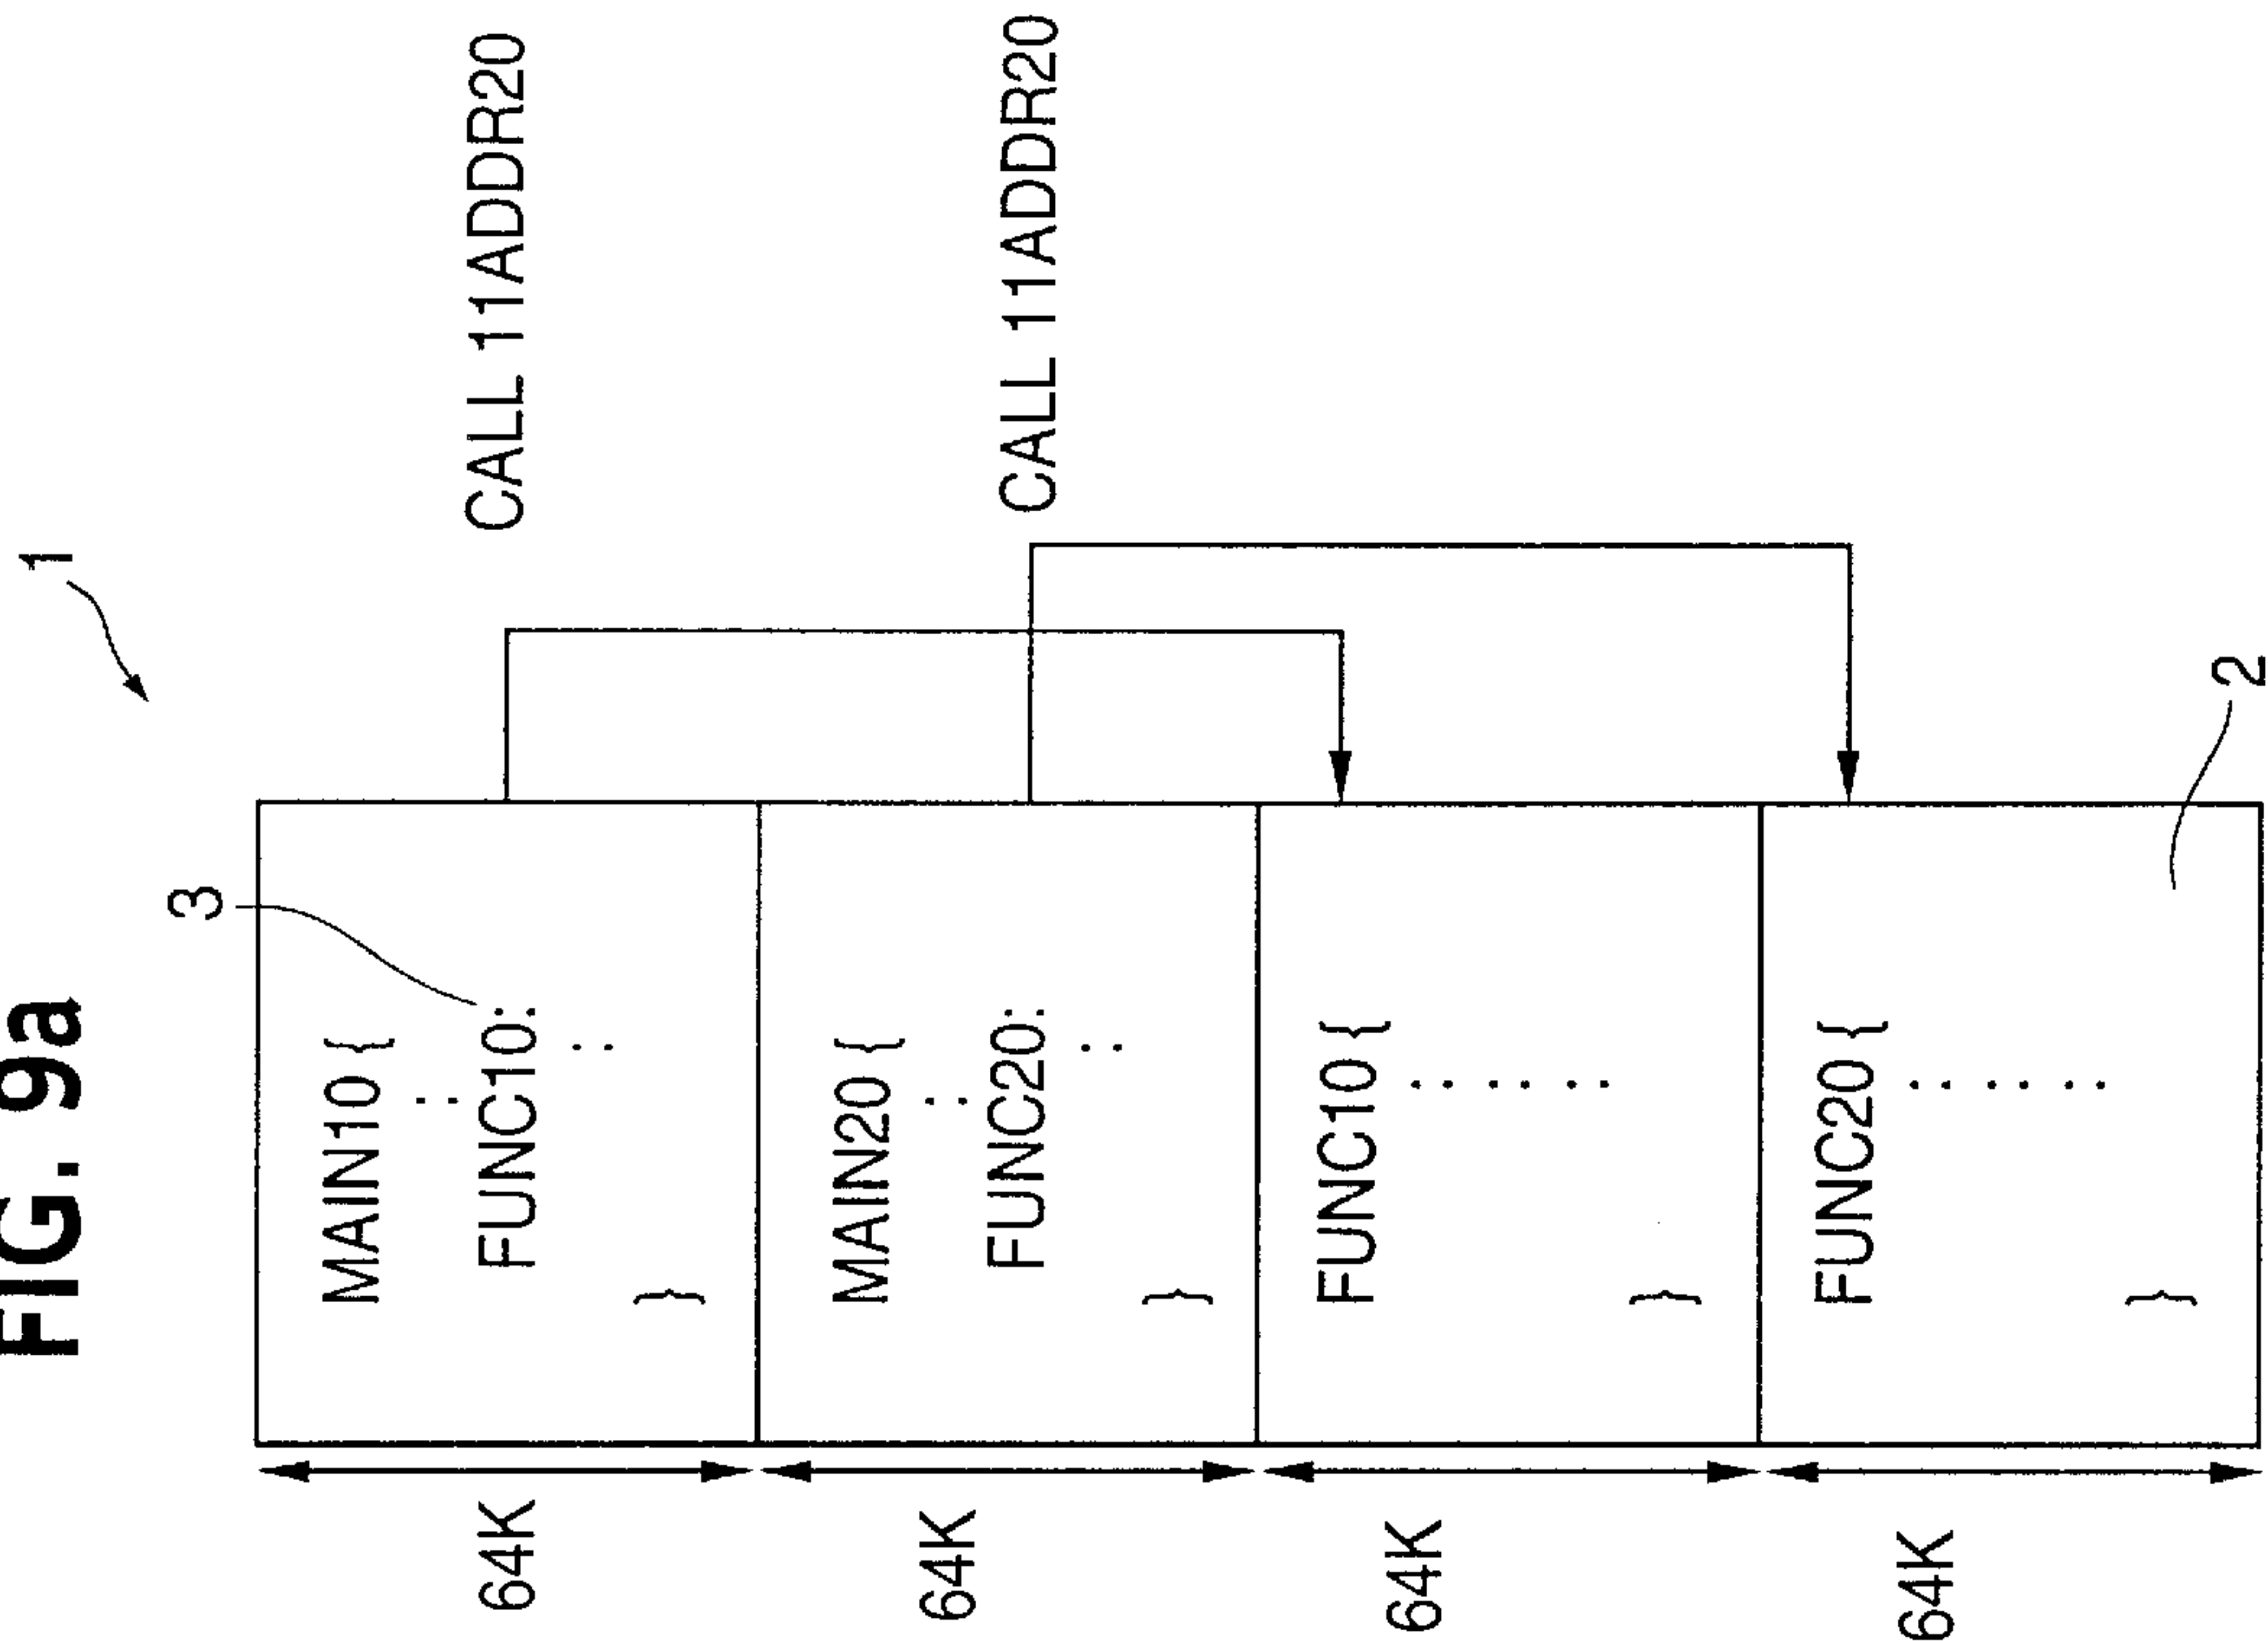 FIG. 9a
1
3
MAIN10 {
:
64K
FUNC10:
CALL 11ADDR20
:
}
MAIN20 {
:
64K
FUNC20:
CALL 11ADDR20
:
}
FUNC10 {
64K
:
:
:
}
FUNC20 {
64K
:
:
:
}
2